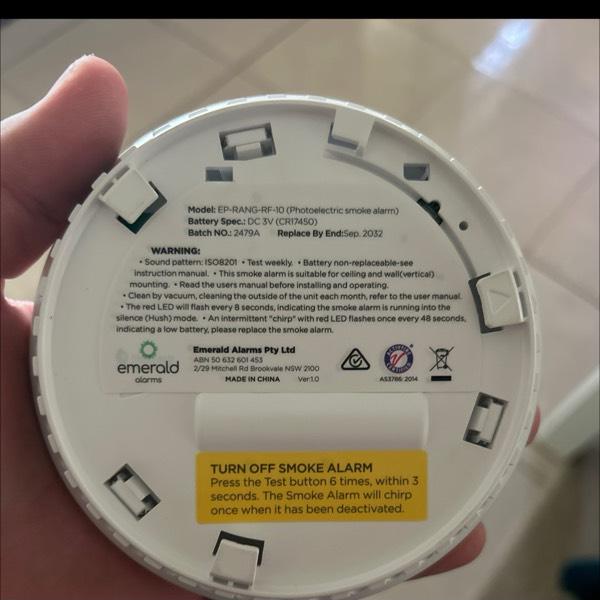 Model: EP-RANG-RF-10 (Photoelectric smoke alarm)
Battery Spec.: DC 3V (CR17450)
Batch NO.: 2479A Replace By End:Sep. 2032
WARNING:
• Sound pattern: ISO8201 • Test weekly. • Battery non-replaceable-see
instruction manual. • This smoke alarm is suitable for ceiling and wall(vertical)
mounting. • Read the users manual before installing and operating.
• Clean by vacuum, cleaning the outside of the unit each month, refer to the user manual.
• The red LED will flash every 8 seconds, indicating the smoke alarm is running into the
silence (Hush) mode. • An intermittent "chirp" with red LED flashes once every 48 seconds,
indicating a low battery, please replace the smoke alarm.
emerald
alarms
Emerald Alarms Pty Ltd
ABN 50 632 601 453
2/29 Mitchell Rd Brookvale NSW 2100
MADE IN CHINA Ver:1.0
AS3786: 2014
TURN OFF SMOKE ALARM
Press the Test button 6 times, within 3
seconds. The Smoke Alarm will chirp
once when it has been deactivated.